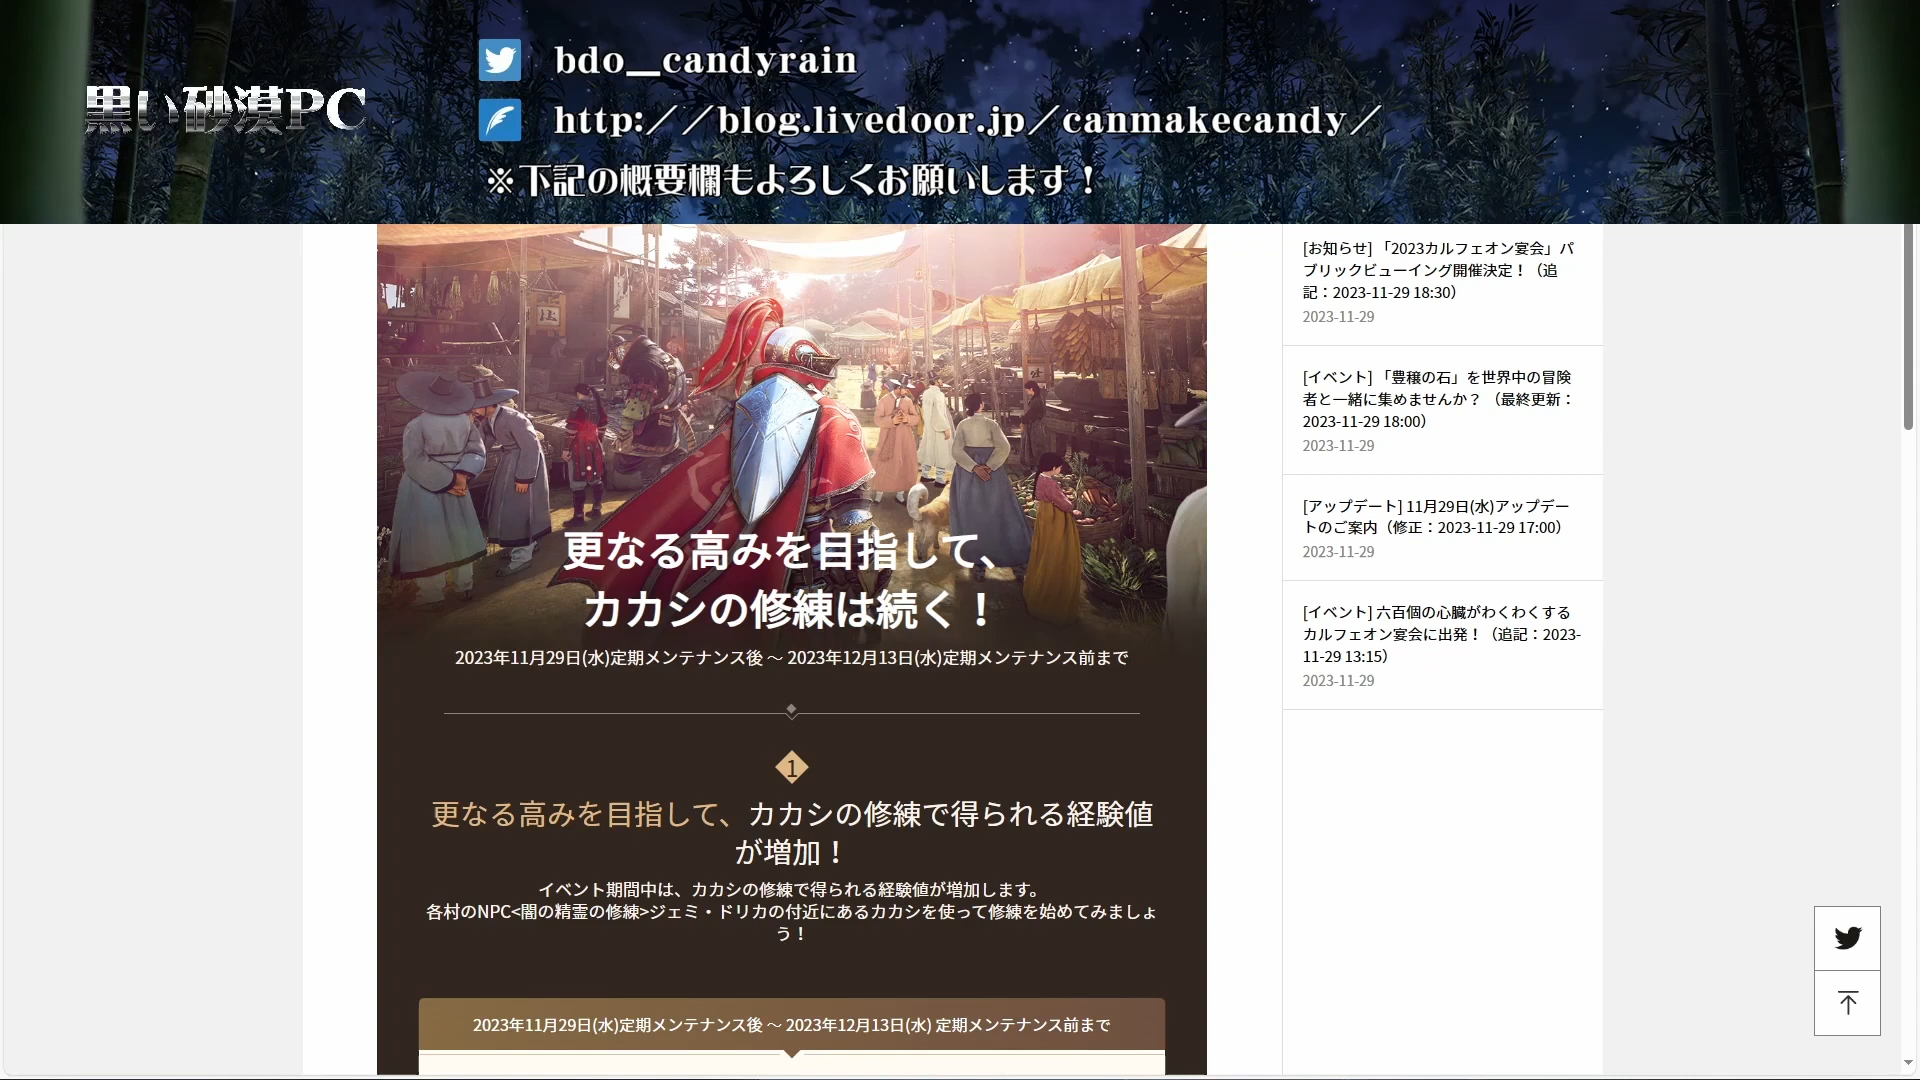 黒い砂漠PC
bdo__candyrain
http:／／blog.livedoor.jp／canmakecandy／
※下記の概要欄もよろしくお願いします！
更なる高みを目指して、
カカシの修練は続く！
2023年11月29日(水)定期メンテナンス後 ～ 2023年12月13日(水)定期メンテナンス前まで
1
更なる高みを目指して、カカシの修練で得られる経験値
が増加！
イベント期間中は、カカシの修練で得られる経験値が増加します。
各村のNPC<闇の精霊の修練>ジェミ・ドリカの付近にあるカカシを使って修練を始めてみましょ
う！
2023年11月29日(水)定期メンテナンス後 ～ 2023年12月13日(水) 定期メンテナンス前まで
[お知らせ] 「2023カルフェオン宴会」パ
ブリックビューイング開催決定！（追
記：2023-11-29 18:30）
2023-11-29
[イベント] 「豊穣の石」を世界中の冒険
者と一緒に集めませんか？ （最終更新：
2023-11-29 18:00）
2023-11-29
[アップデート] 11月29日(水)アップデー
トのご案内（修正：2023-11-29 17:00）
2023-11-29
[イベント] 六百個の心臓がわくわくする
カルフェオン宴会に出発！（追記：2023-
11-29 13:15）
2023-11-29